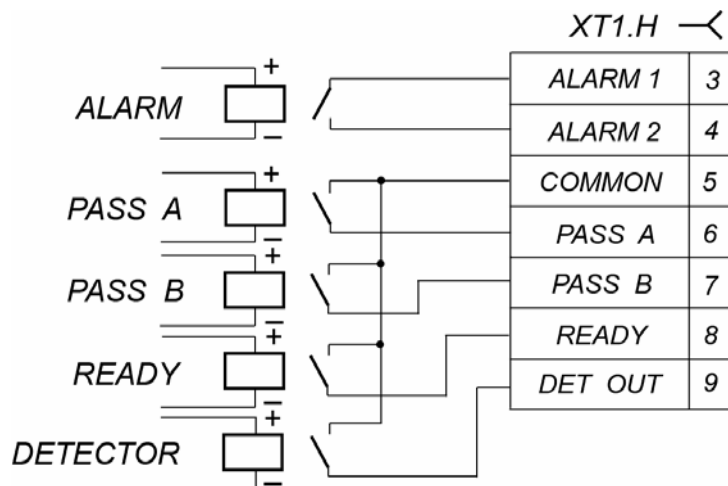 XT1.H
+
ALARM
−
ALARM 1 3
ALARM 2 4
COMMON 5
PASS A 6
PASS B 7
READY 8
DET OUT 9
+
PASS A
−
+
PASS B
−
+
READY
−
+
DETECTOR
−